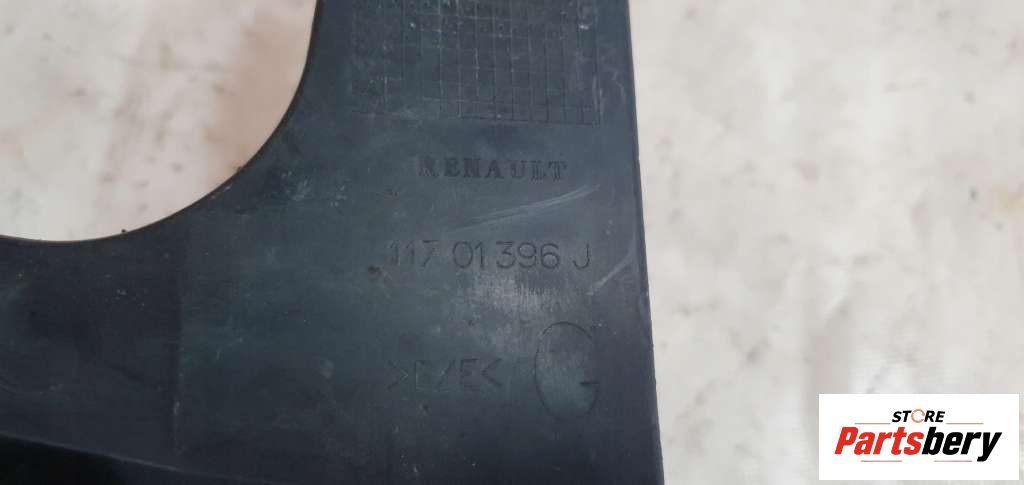 RENAULT
117 01 396 J
>E/E<
G
STORE
Partsbery